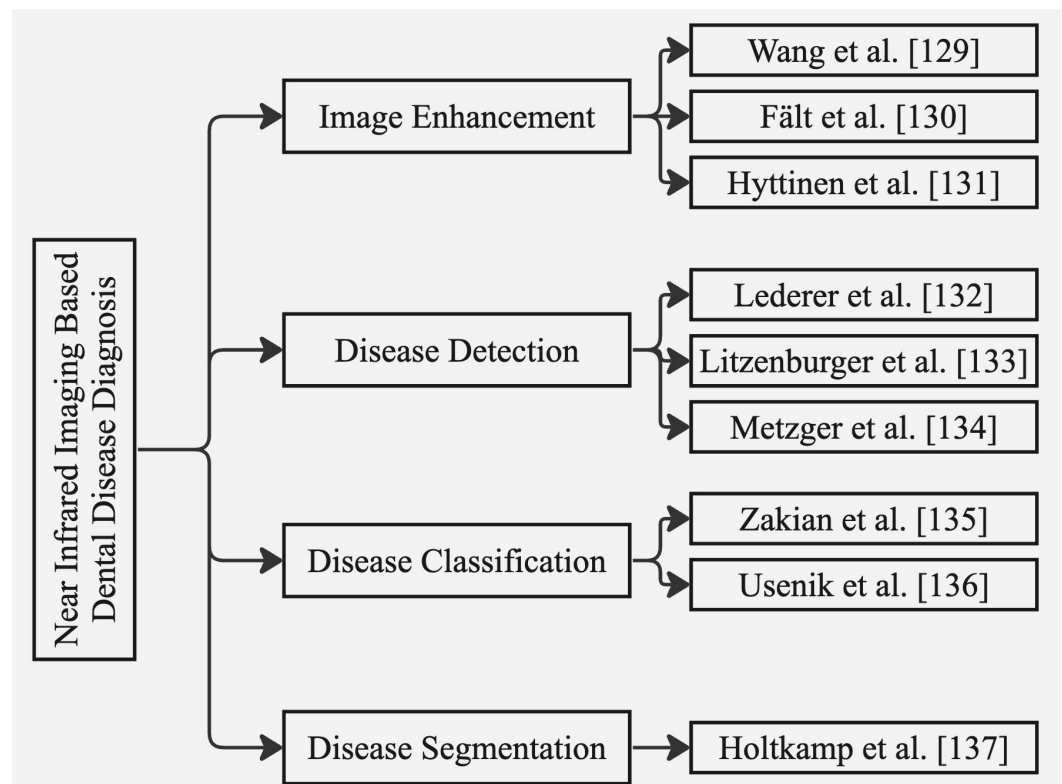 Near Infrared Imaging Based
Dental Disease Diagnosis
Image Enhancement
Wang et al. [129]
Fält et al. [130]
Hyttinen et al. [131]
Disease Detection
Lederer et al. [132]
Litzenburger et al. [133]
Metzger et al. [134]
Disease Classification
Zakian et al. [135]
Usenik et al. [136]
Disease Segmentation
Holtkamp et al. [137]